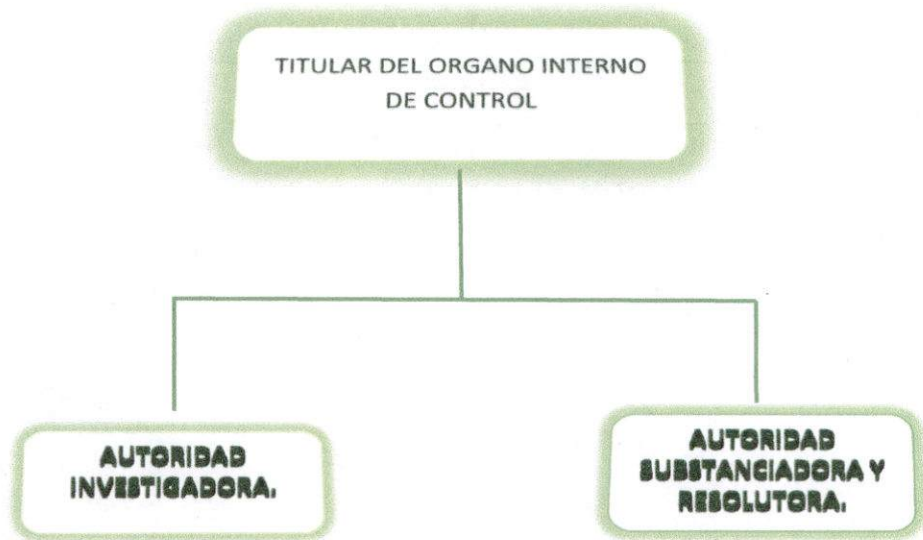 TITULAR DEL ORGANO INTERNO
DE CONTROL
AUTORIDAD
INVESTIGADORA.
AUTORIDAD
SUBSTANCIADORA Y
RESOLUTORA.